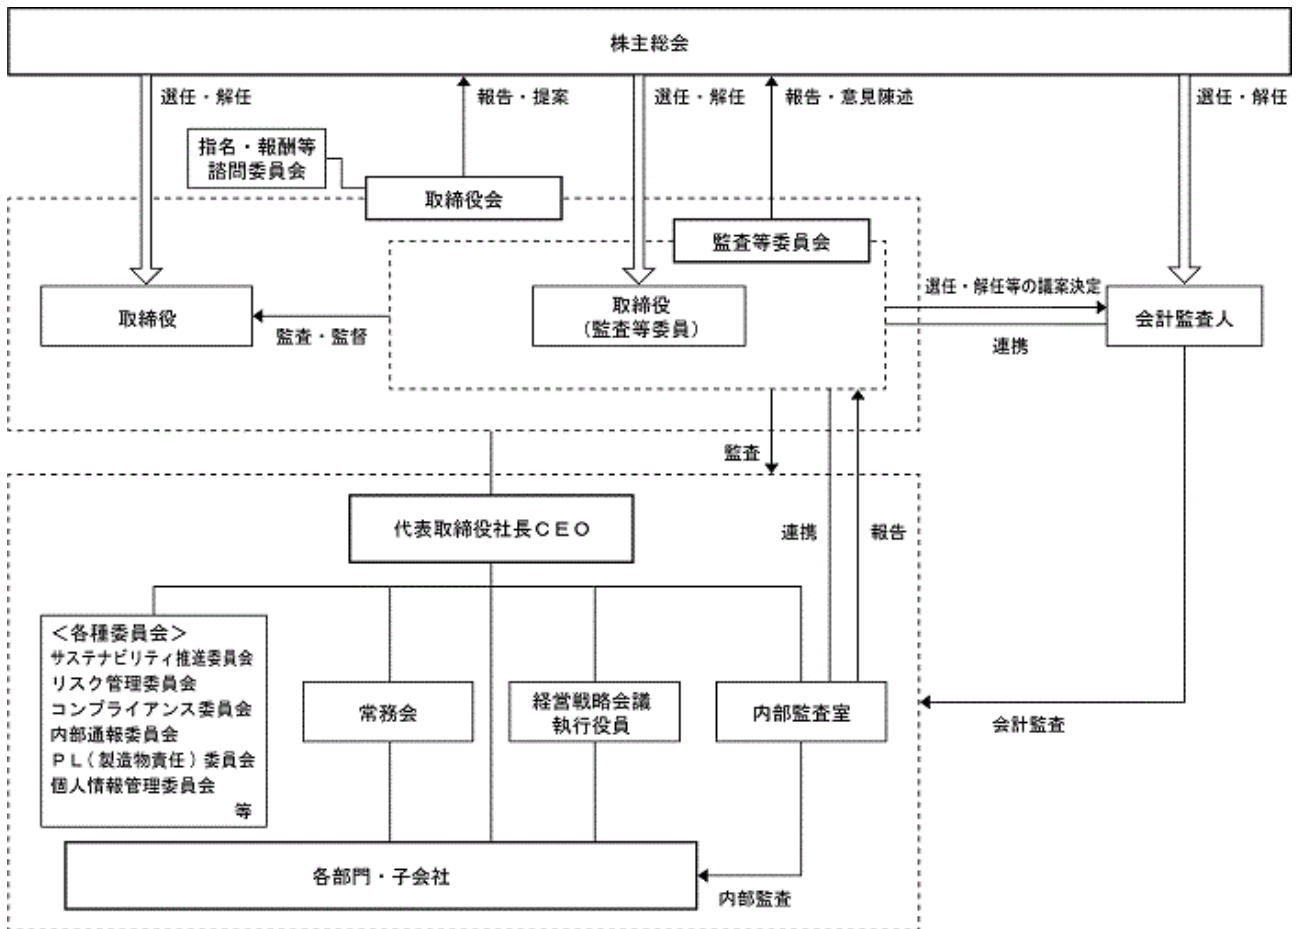 株主総会
選任・解任
報告・提案
選任・解任
報告・意見陳述
選任・解任
指名・報酬等
諮問委員会
取締役会
監査等委員会
取締役
監査・監督
取締役
（監査等委員）
選任・解任等の議案決定
連携
会計監査人
監査
代表取締役社長ＣＥＯ
連携
報告
＜各種委員会＞
サステナビリティ推進委員会
リスク管理委員会
コンプライアンス委員会
内部通報委員会
ＰＬ（製造物責任）委員会
個人情報管理委員会
等
常務会
経営戦略会議
執行役員
内部監査室
会計監査
各部門・子会社
内部監査